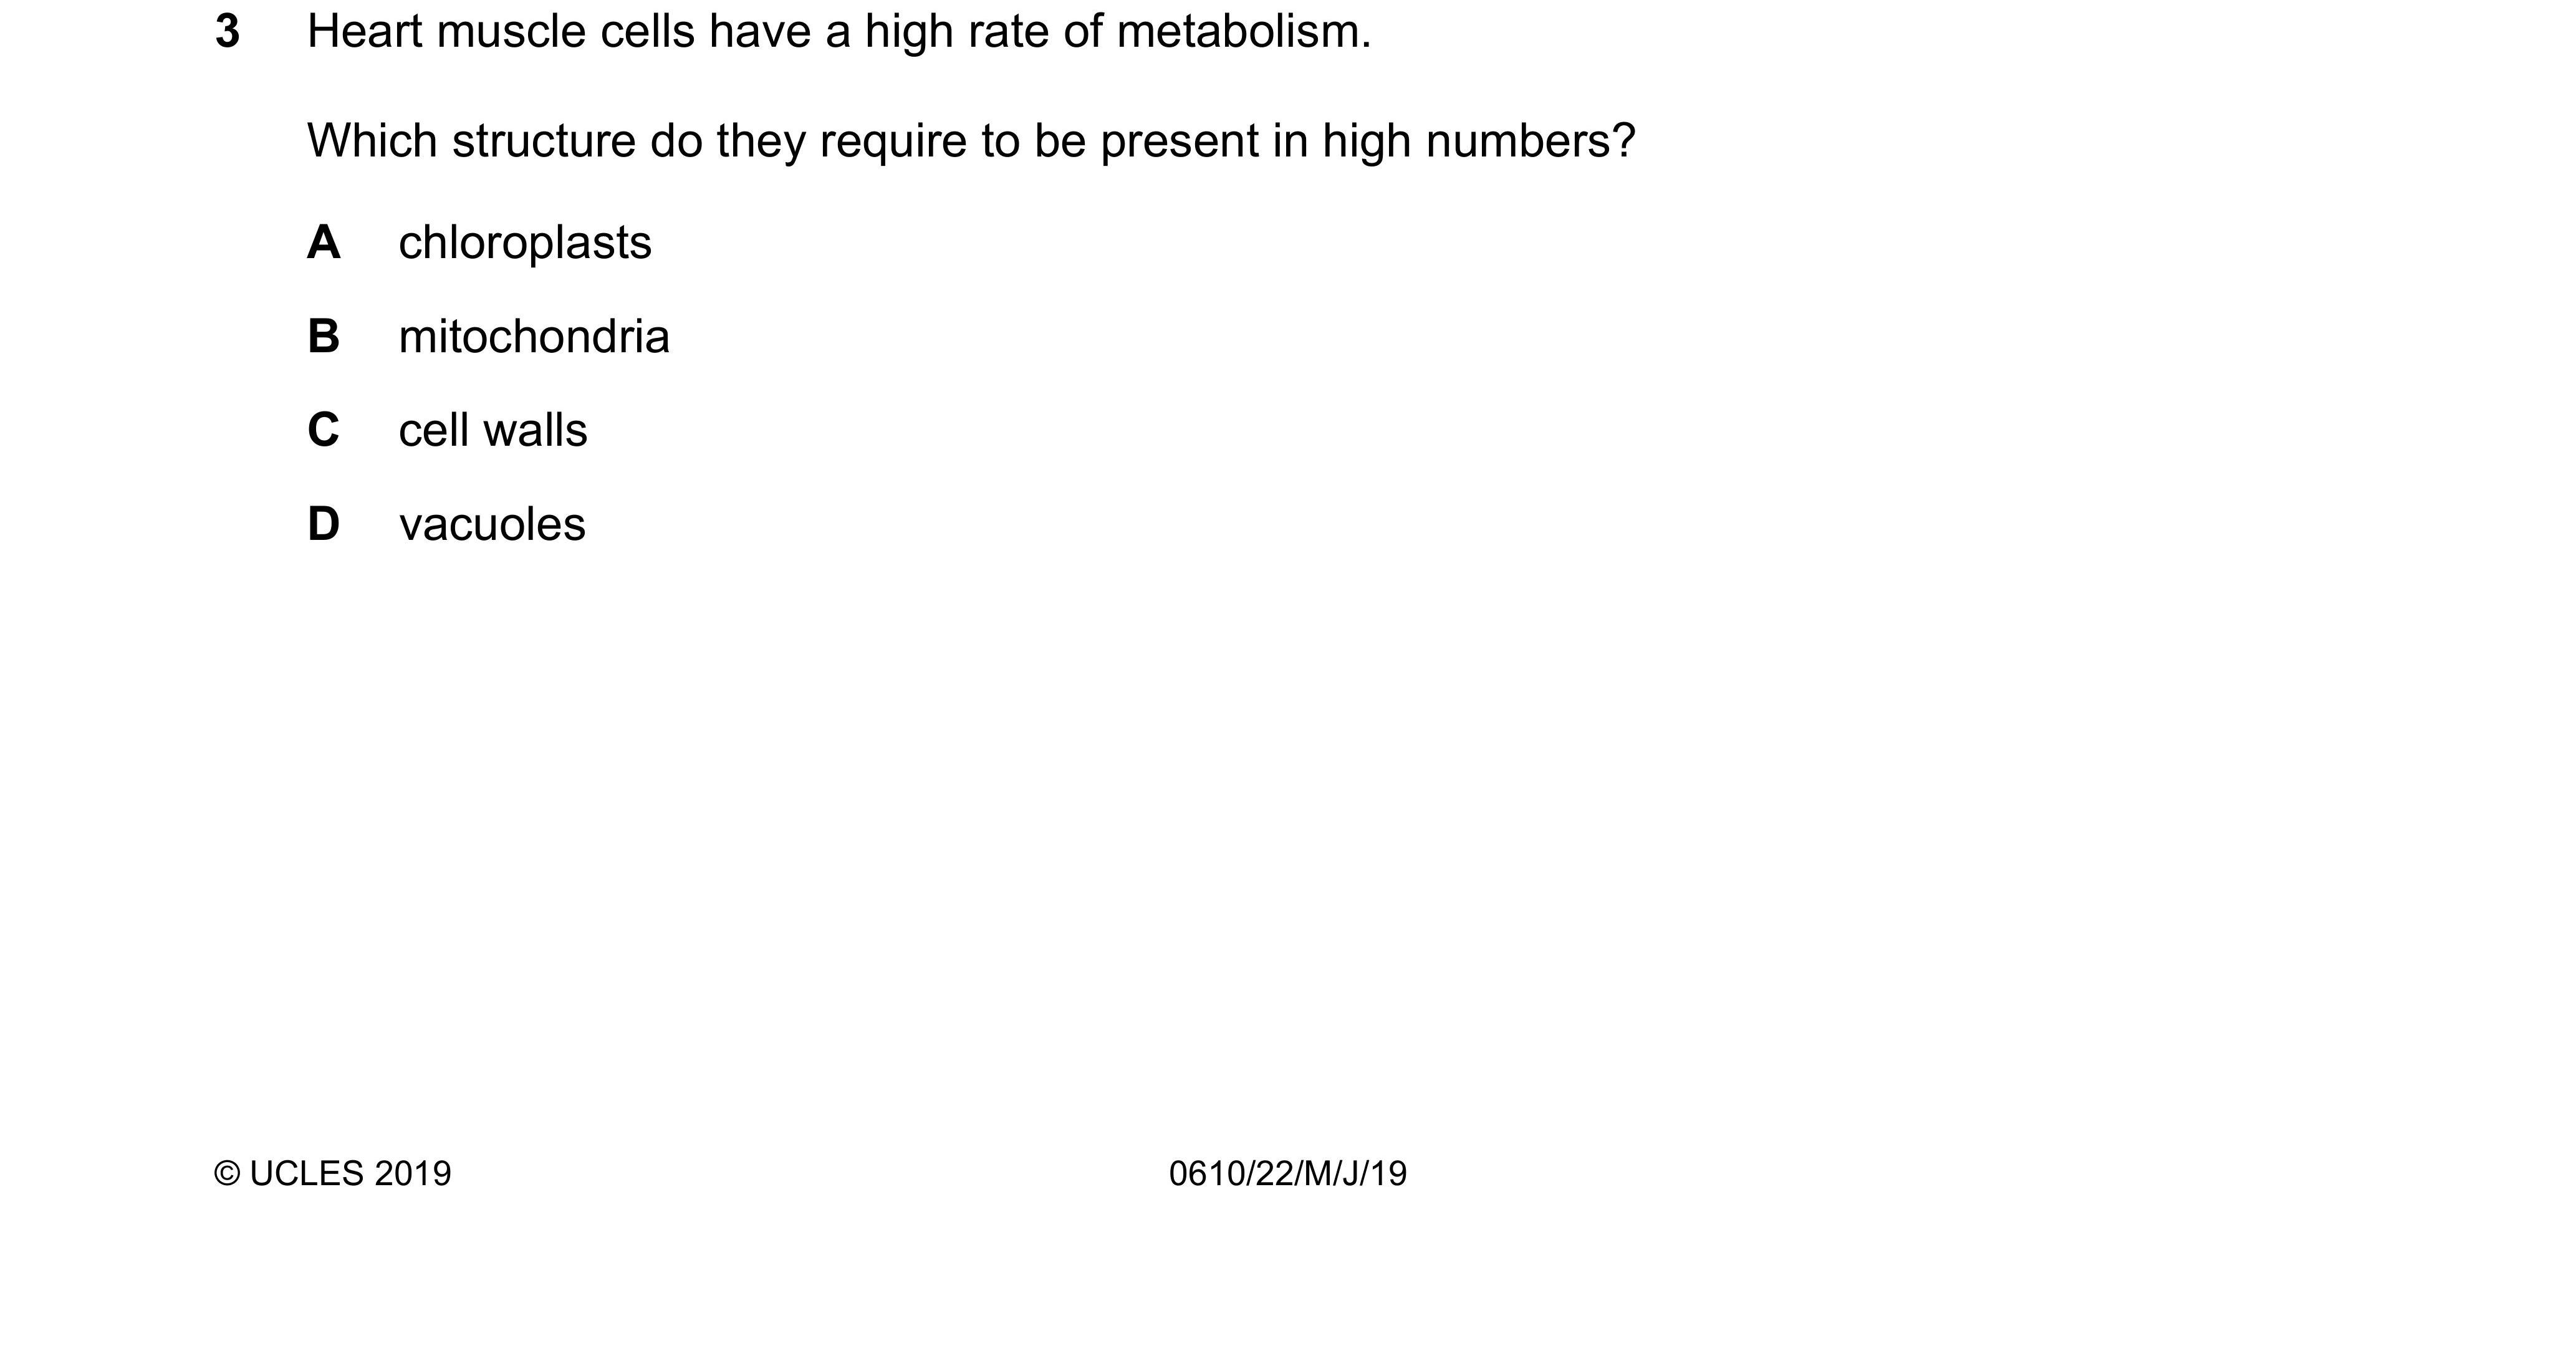 3 Heart muscle cells have a high rate of metabolism.
Which structure do they require to be present in high numbers?
A chloroplasts
B mitochondria
C cell walls
D vacuoles
© UCLES 2019 0610/22/M/J/19